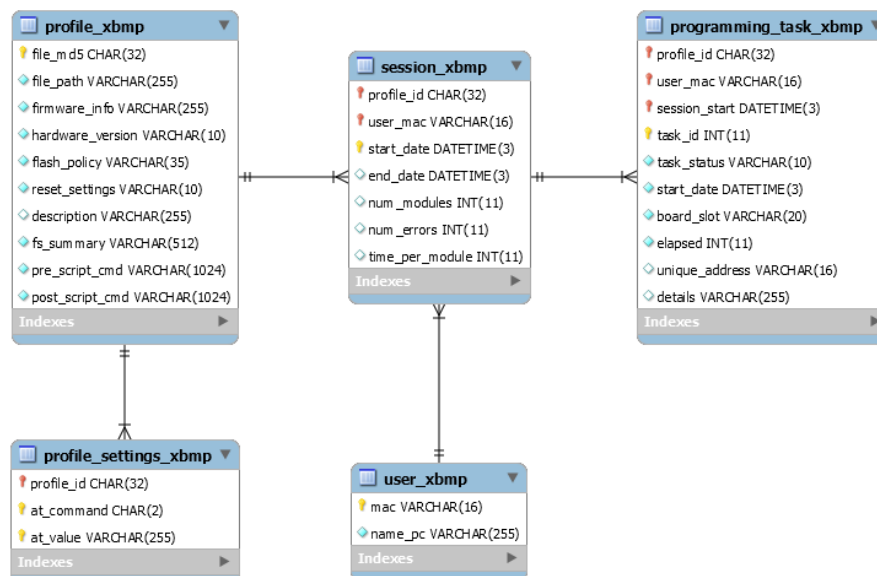 profile_xbmp
file_md5 CHAR(32)
file_path VARCHAR(255)
firmware_info VARCHAR(255)
hardware_version VARCHAR(10)
flash_policy VARCHAR(35)
reset_settings VARCHAR(10)
description VARCHAR(255)
fs_summary VARCHAR(512)
pre_script_cmd VARCHAR(1024)
post_script_cmd VARCHAR(1024)
Indexes
session_xbmp
profile_id CHAR(32)
user_mac VARCHAR(16)
start_date DATETIME(3)
end_date DATETIME(3)
num_modules INT(11)
num_errors INT(11)
time_per_module INT(11)
Indexes
programming_task_xbmp
profile_id CHAR(32)
user_mac VARCHAR(16)
session_start DATETIME(3)
task_id INT(11)
task_status VARCHAR(10)
start_date DATETIME(3)
board_slot VARCHAR(20)
elapsed INT(11)
unique_address VARCHAR(16)
details VARCHAR(255)
Indexes
profile_settings_xbmp
profile_id CHAR(32)
at_command CHAR(2)
at_value VARCHAR(255)
Indexes
user_xbmp
mac VARCHAR(16)
name_pc VARCHAR(255)
Indexes